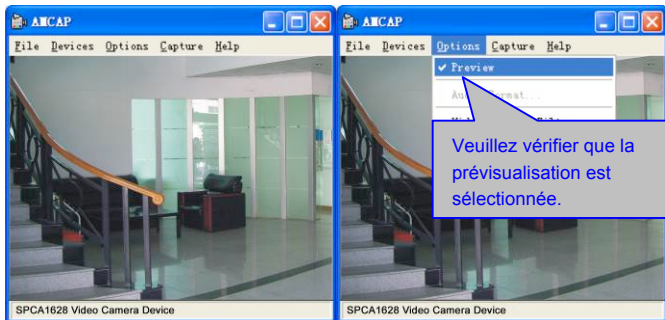 AMCAP
File Devices Options Capture Help
SPCA1628 Video Camera Device
AMCAP
File Devices Options Capture Help
Preview
Veuillez vérifier que la
prévisualisation est
sélectionnée.
SPCA1628 Video Camera Device